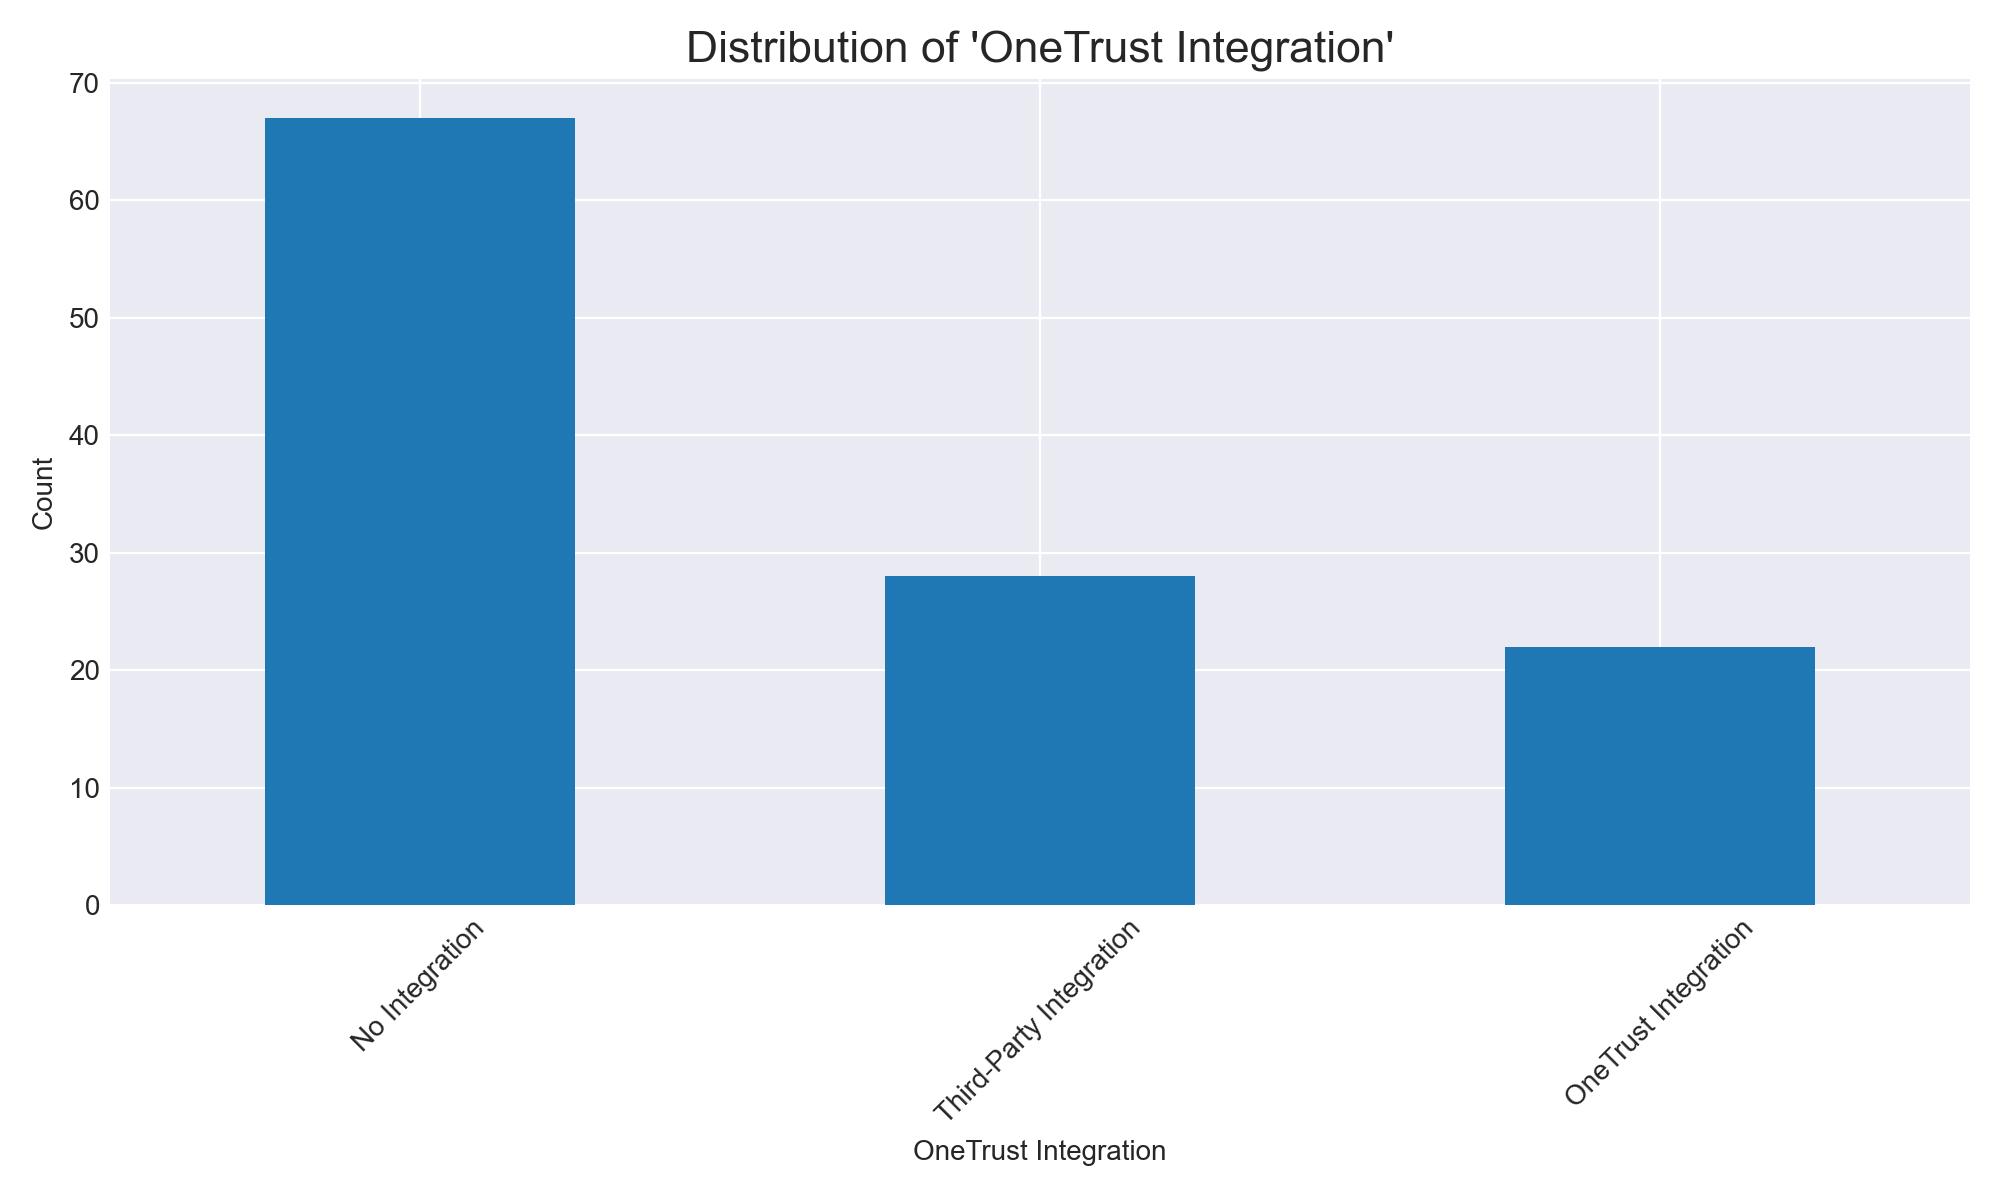 Distribution of 'OneTrust Integration'
70
60
50
40
30
20
10
0
Count
No Integration
Third-Party Integration
OneTrust Integration
OneTrust Integration